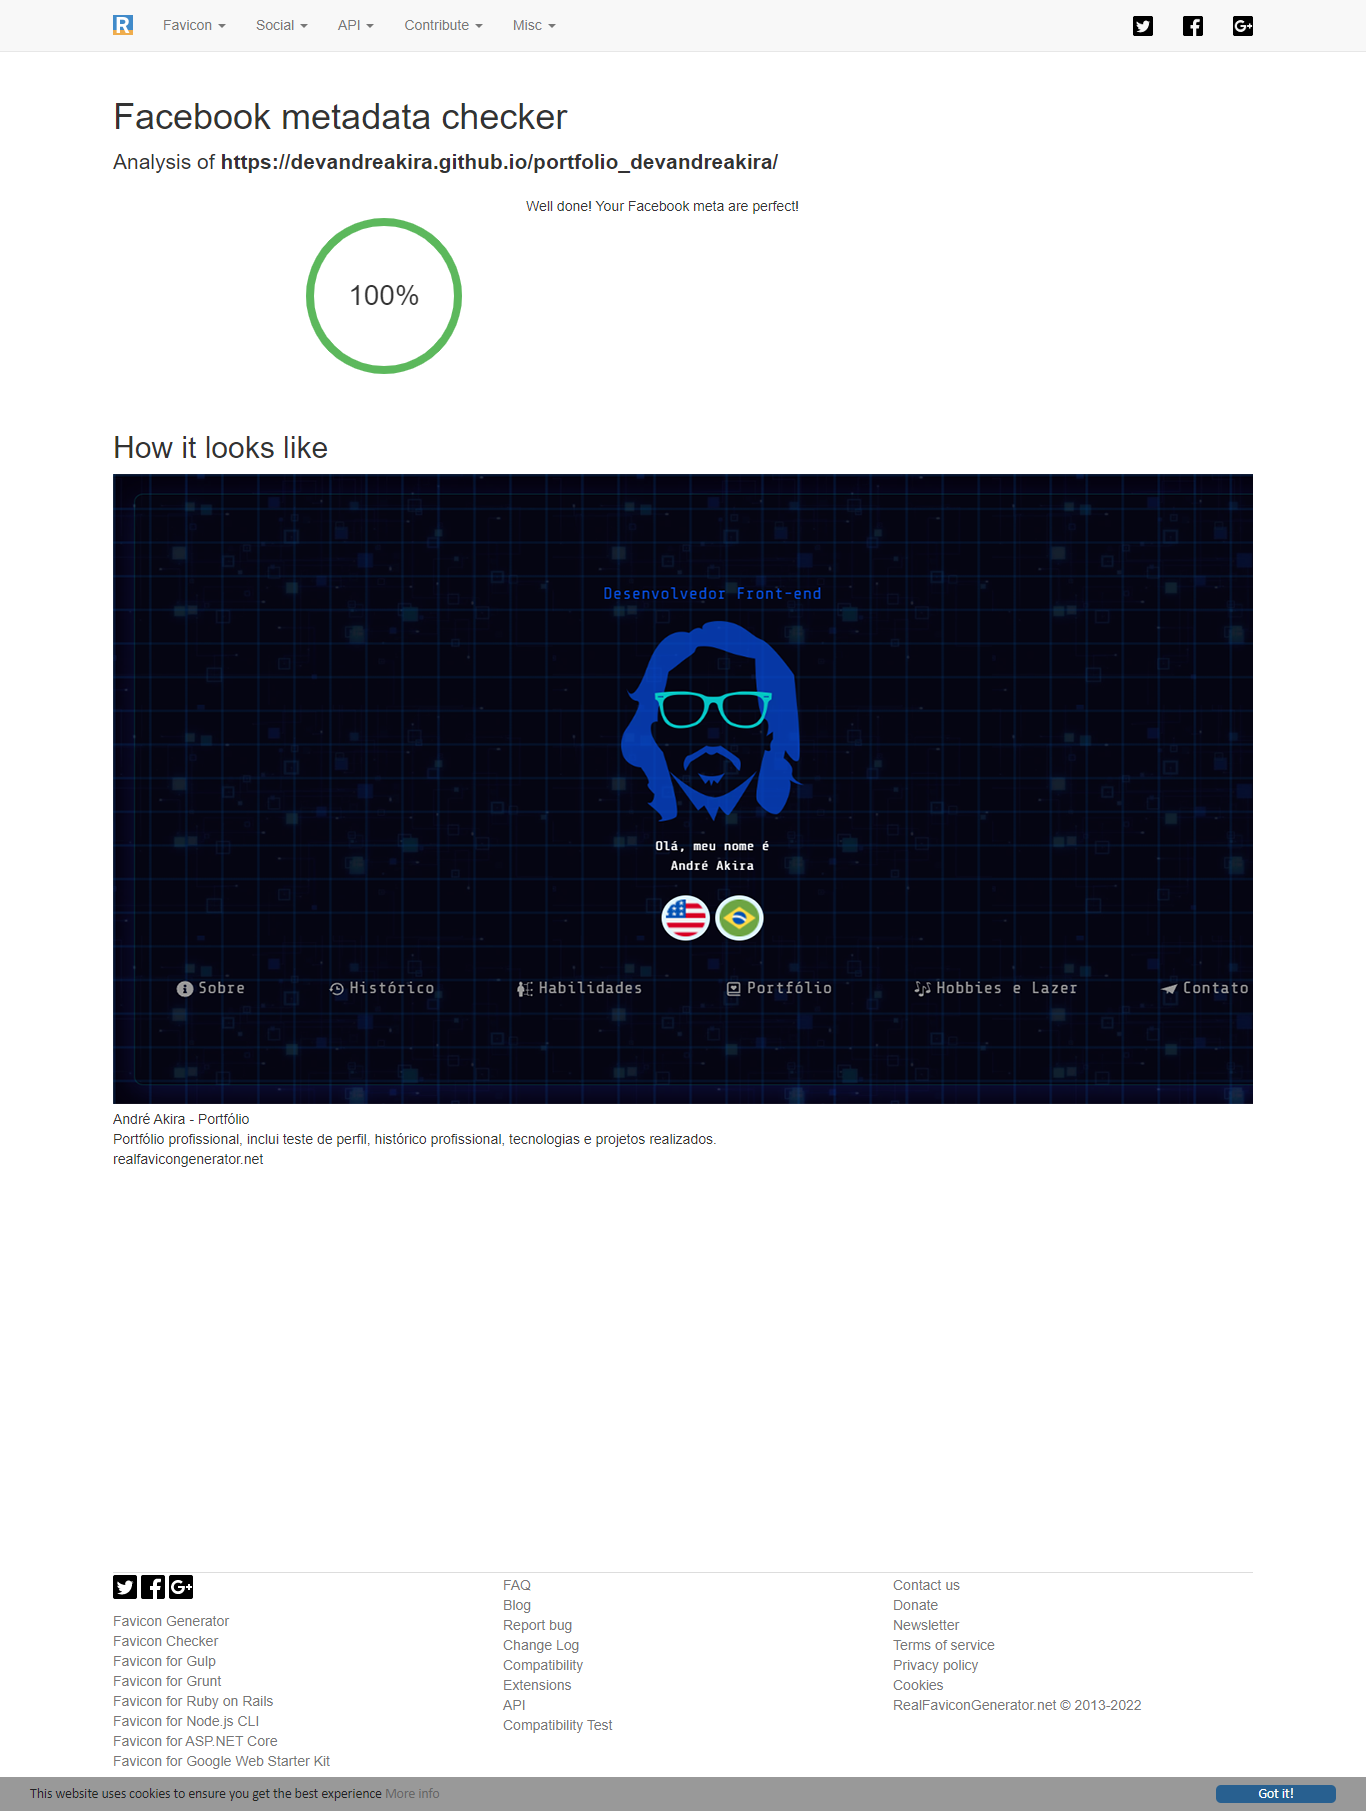 R Favicon Social API Contribute Misc
Facebook metadata checker
Analysis of https://devandreakira.github.io/portfolio_devandreakira/
Well done! Your Facebook meta are perfect!
100%
How it looks like
Desenvolvedor Front-end
Olá, meu nome é
André Akira
Sobre Histórico Habilidades Portfólio Hobbies e Lazer Contato
André Akira - Portfólio
Portfólio profissional, inclui teste de perfil, histórico profissional, tecnologias e projetos realizados.
realfavicongenerator.net
Favicon Generator
Favicon Checker
Favicon for Gulp
Favicon for Grunt
Favicon for Ruby on Rails
Favicon for Node.js CLI
Favicon for ASP.NET Core
Favicon for Google Web Starter Kit
FAQ
Blog
Report bug
Change Log
Compatibility
Extensions
API
Compatibility Test
Contact us
Donate
Newsletter
Terms of service
Privacy policy
Cookies
RealFaviconGenerator.net © 2013-2022
This website uses cookies to ensure you get the best experience More info
Got it!